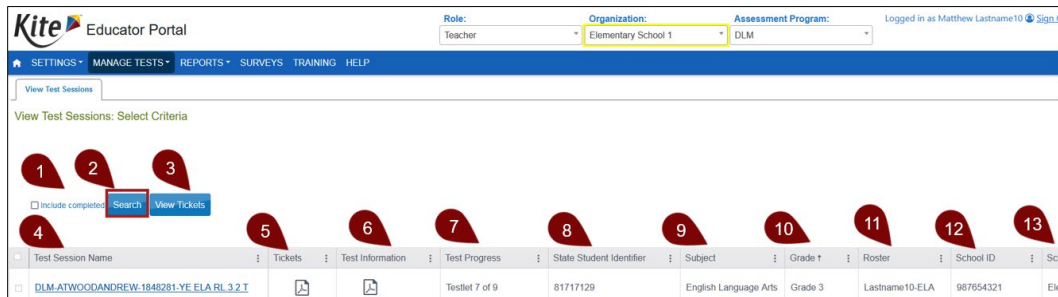 Kite Educator Portal
Role: Organization: Assessment Program: Logged in as Matthew Lastname10 Sign
Teacher Elementary School 1 DLM
SETTINGS MANAGE TESTS REPORTS SURVEYS TRAINING HELP
View Test Sessions
View Test Sessions: Select Criteria
1 2 3
Include completed Search View Tickets
4 5 6 7 8 9 10 11 12 13
Test Session Name Tickets Test Information Test Progress State Student Identifier Subject Grade ↑ Roster School ID Sc
DLM-ATWOODANDREW-1848281-YE ELA RL.3.2 T Testlet 7 of 9 81717129 English Language Arts Grade 3 Lastname10-ELA 987654321 Ele